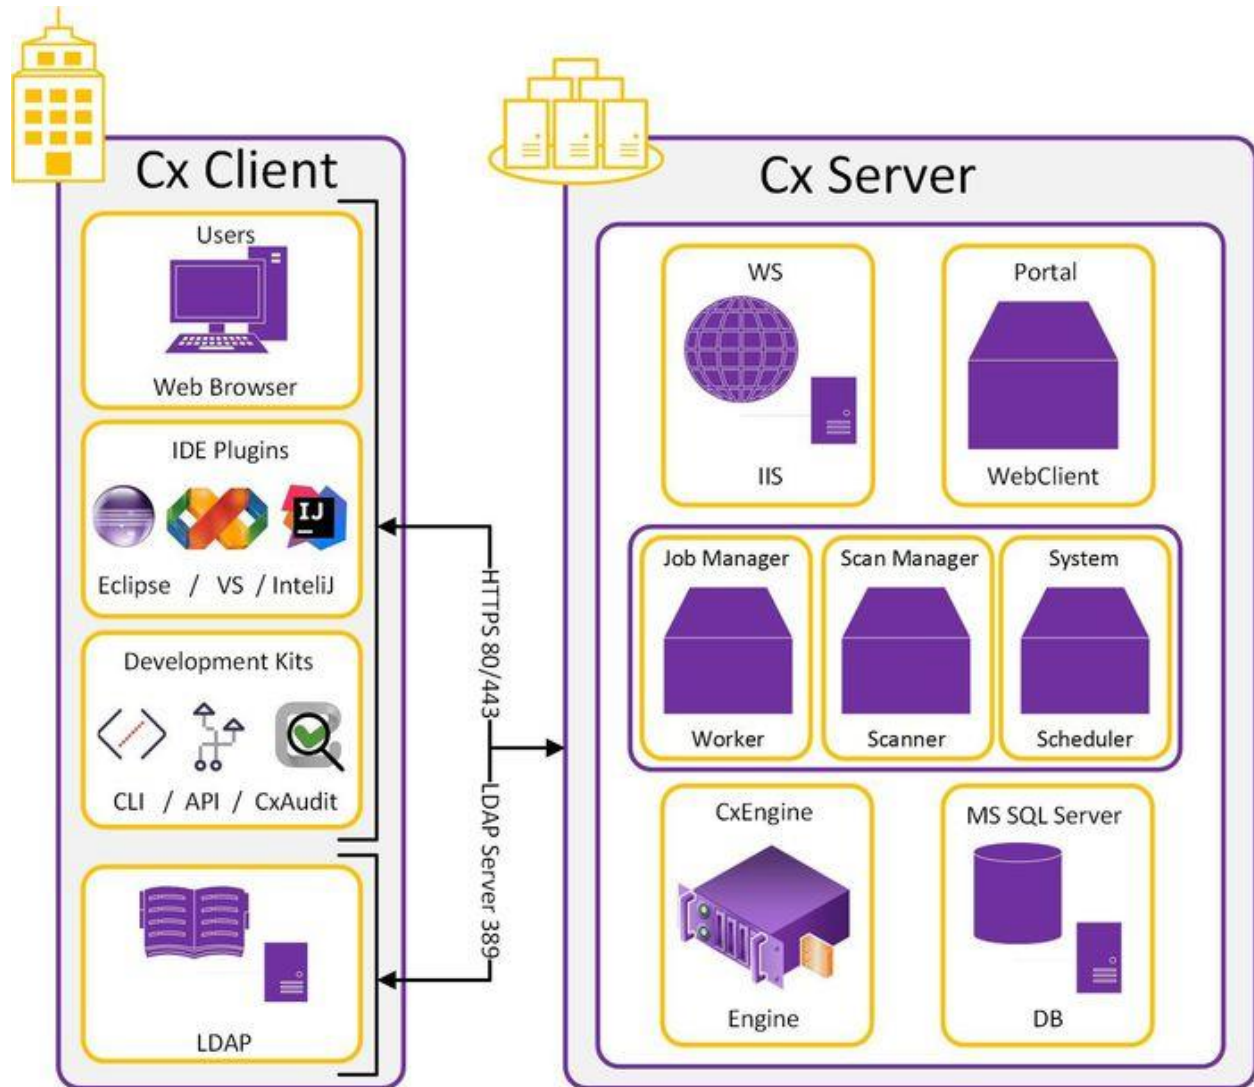 Cx Client
Users
Web Browser
IDE Plugins
IJ
Eclipse / VS / InteliJ
Development Kits
CLI / API / CxAudit
LDAP
HTTPS 80/443
LDAP Server 389
Cx Server
WS
IIS
Portal
WebClient
Job Manager
Worker
Scan Manager
Scanner
System
Scheduler
CxEngine
Engine
MS SQL Server
DB